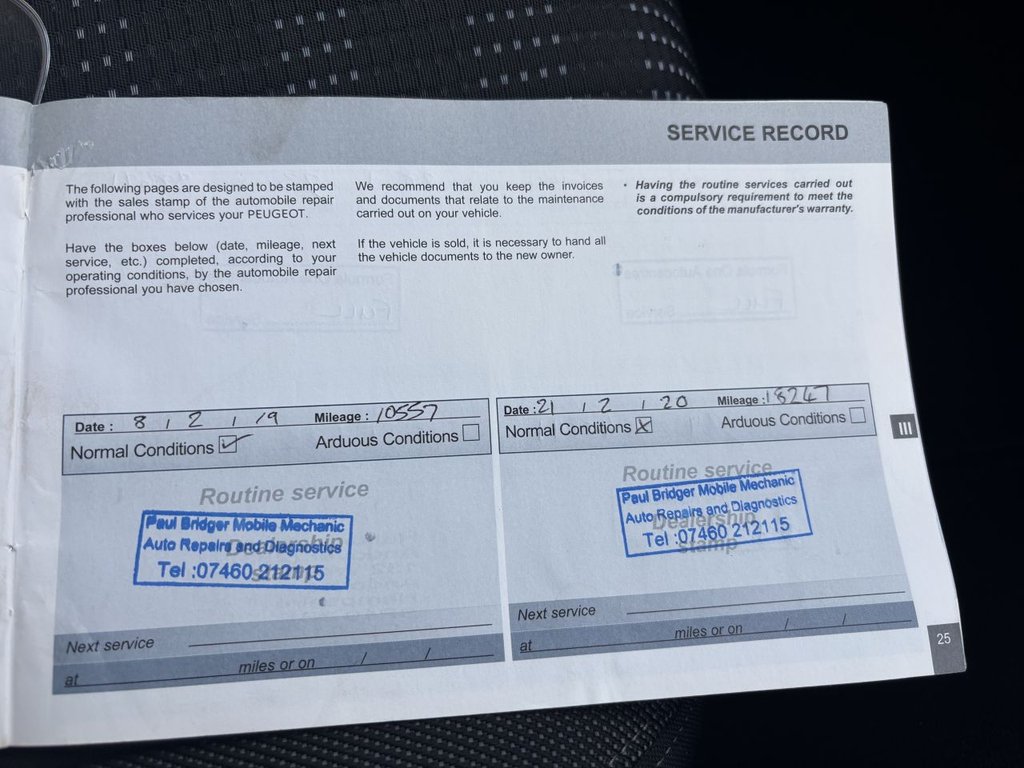 SERVICE RECORD
The following pages are designed to be stamped
with the sales stamp of the automobile repair
professional who services your PEUGEOT.
Have the boxes below (date, mileage, next
service, etc.) completed, according to your
operating conditions, by the automobile repair
professional you have chosen.
We recommend that you keep the invoices
and documents that relate to the maintenance
carried out on your vehicle.
If the vehicle is sold, it is necessary to hand all
the vehicle documents to the new owner.
• Having the routine services carried out
is a compulsory requirement to meet the
conditions of the manufacturer's warranty.
Date : 8 / 2 / 19 Mileage : 10557
Normal Conditions Arduous Conditions
Routine service
Dealership
stamp
Paul Bridger Mobile Mechanic
Auto Repairs and Diagnostics
Tel :07460 212115
Next service
at miles or on / /
Date : 21 / 2 / 20 Mileage : 18247
Normal Conditions Arduous Conditions
Routine service
Dealership
stamp
Paul Bridger Mobile Mechanic
Auto Repairs and Diagnostics
Tel :07460 212115
Next service
at miles or on / /
III
25